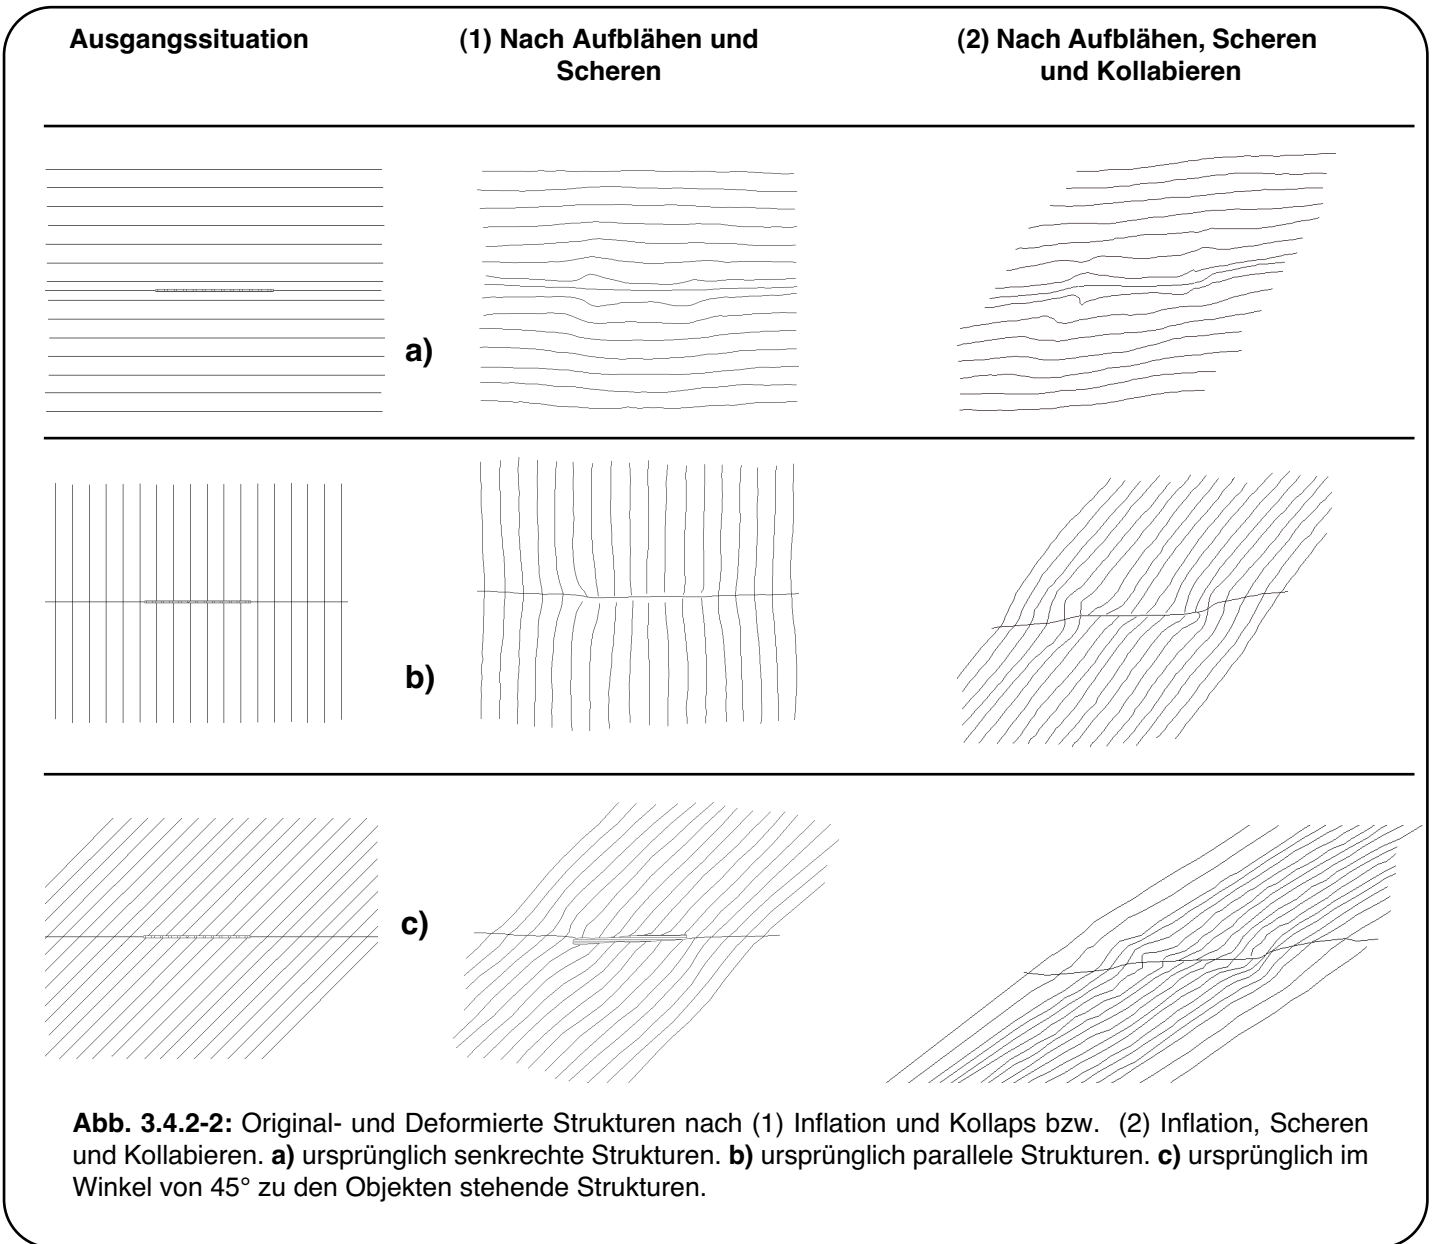 Ausgangssituation
(1) Nach Aufblähen und
Scheren
(2) Nach Aufblähen, Scheren
und Kollabieren
a)
b)
c)
Abb. 3.4.2-2: Original- und Deformierte Strukturen nach (1) Inflation und Kollaps bzw. (2) Inflation, Scheren
und Kollabieren. a) ursprünglich senkrechte Strukturen. b) ursprünglich parallele Strukturen. c) ursprünglich im
Winkel von 45° zu den Objekten stehende Strukturen.